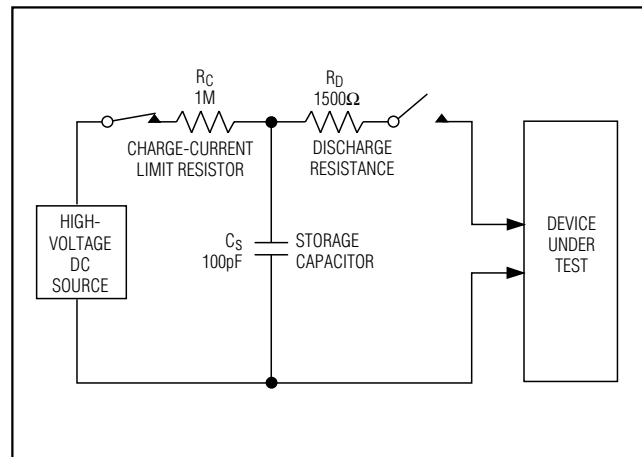 R_C
1M
CHARGE-CURRENT
LIMIT RESISTOR
R_D
1500Ω
DISCHARGE
RESISTANCE
HIGH-
VOLTAGE
DC
SOURCE
C_S
100pF
STORAGE
CAPACITOR
DEVICE
UNDER
TEST